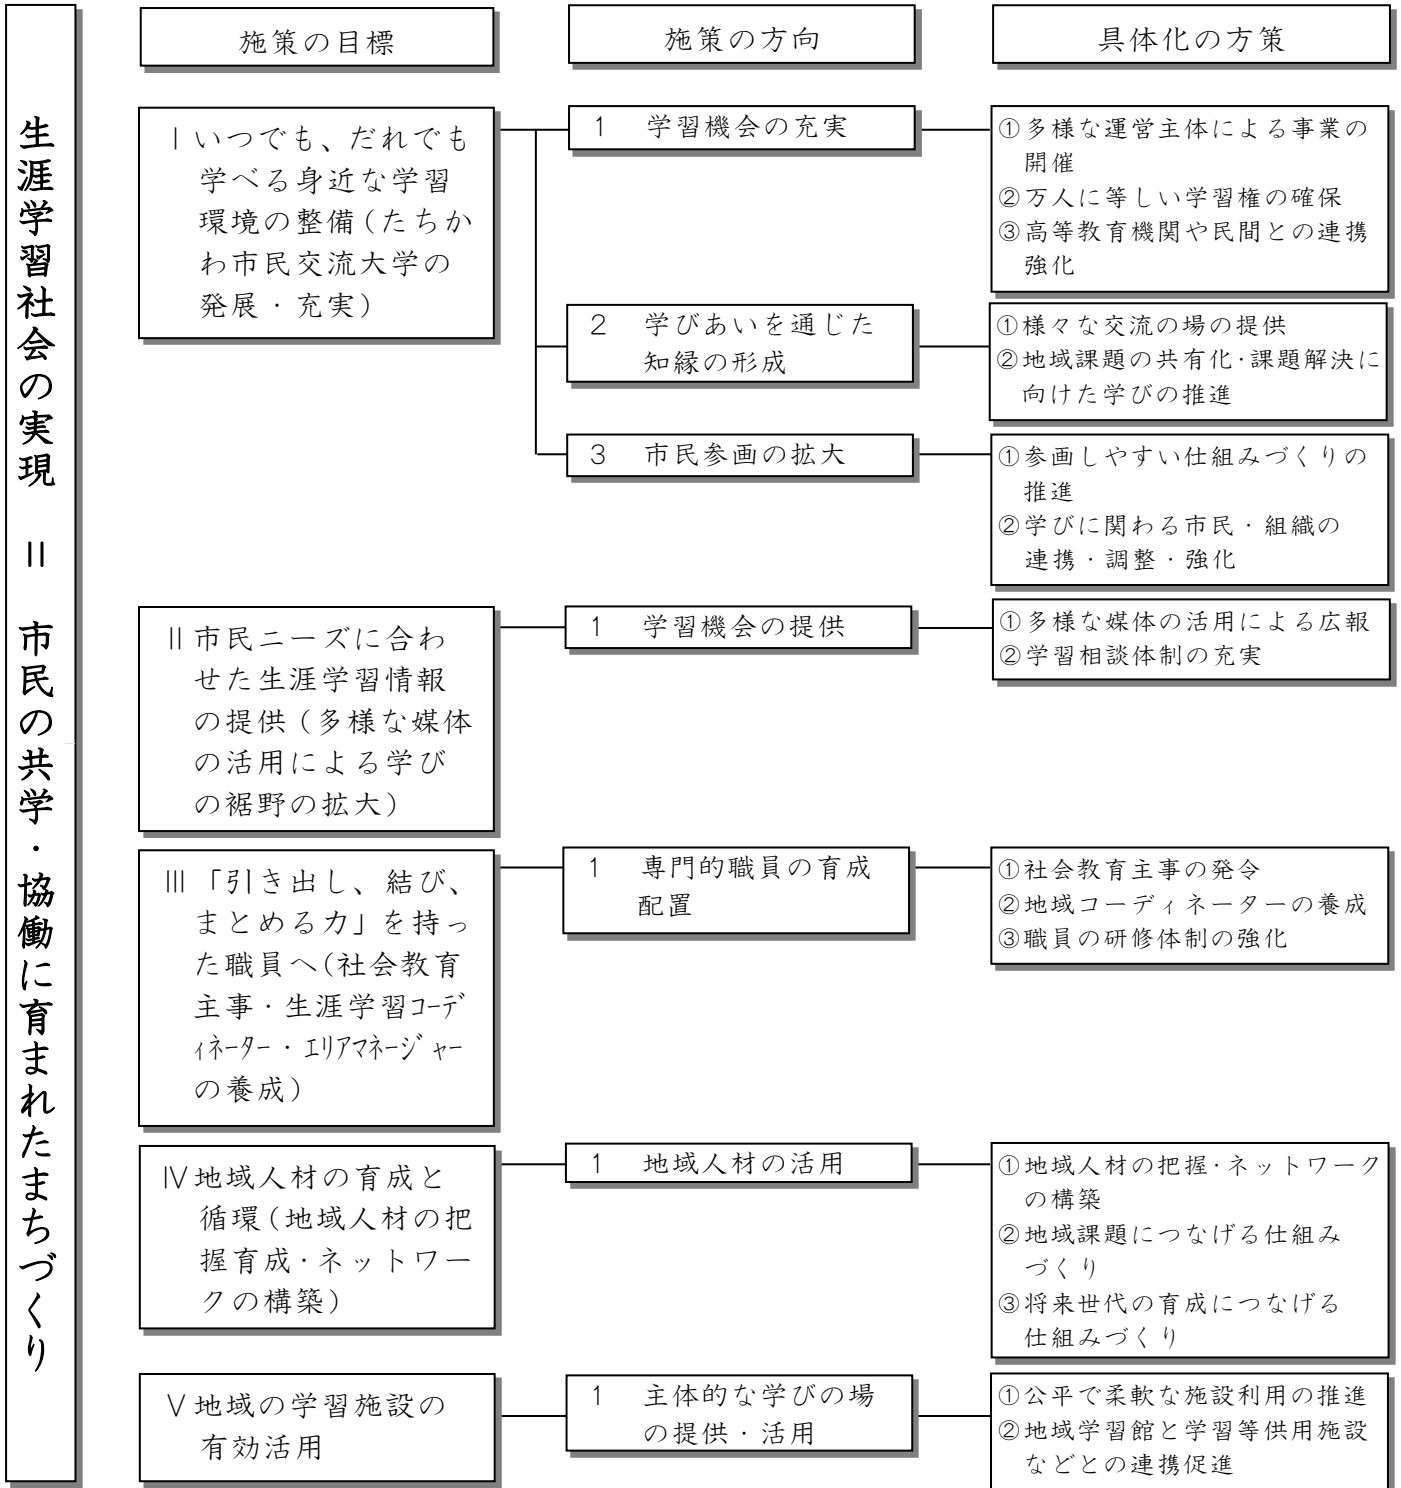 生涯学習社会の実現 = 市民の共学・協働に育まれたまちづくり
施策の目標
施策の方向
具体化の方策
Ⅰいつでも、だれでも
学べる身近な学習
環境の整備(たちか
わ市民交流大学の
発展・充実)
1 学習機会の充実
①多様な運営主体による事業の
開催
②万人に等しい学習権の確保
③高等教育機関や民間との連携
強化
2 学びあいを通じた
知縁の形成
①様々な交流の場の提供
②地域課題の共有化・課題解決に
向けた学びの推進
3 市民参画の拡大
①参画しやすい仕組みづくりの
推進
②学びに関わる市民・組織の
連携・調整・強化
Ⅱ市民ニーズに合わ
せた生涯学習情報
の提供(多様な媒体
の活用による学び
の裾野の拡大)
1 学習機会の提供
①多様な媒体の活用による広報
②学習相談体制の充実
Ⅲ「引き出し、結び、
まとめる力」を持っ
た職員へ(社会教育
主事・生涯学習ｺｰﾃﾞ
ｨﾈｰﾀｰ・ｴﾘｱﾏﾈｰｼﾞｬｰ
の養成)
1 専門的職員の育成
配置
①社会教育主事の発令
②地域コーディネーターの養成
③職員の研修体制の強化
Ⅳ地域人材の育成と
循環(地域人材の把
握育成・ネットワー
クの構築)
1 地域人材の活用
①地域人材の把握・ネットワーク
の構築
②地域課題につなげる仕組み
づくり
③将来世代の育成につなげる
仕組みづくり
Ⅴ地域の学習施設の
有効活用
1 主体的な学びの場
の提供・活用
①公平で柔軟な施設利用の推進
②地域学習館と学習等供用施設
などとの連携促進